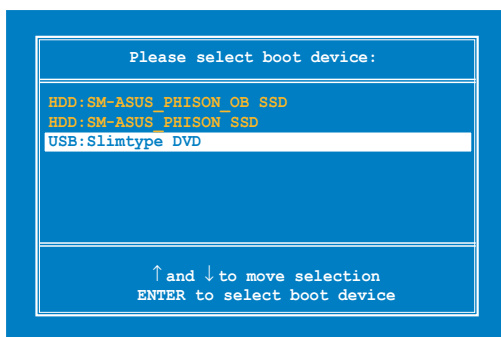 Please select boot device:
HDD:SM-ASUS_PHISON_OB SSD
HDD:SM-ASUS_PHISON SSD
USB:Slimtype DVD
↑ and ↓ to move selection
ENTER to select boot device